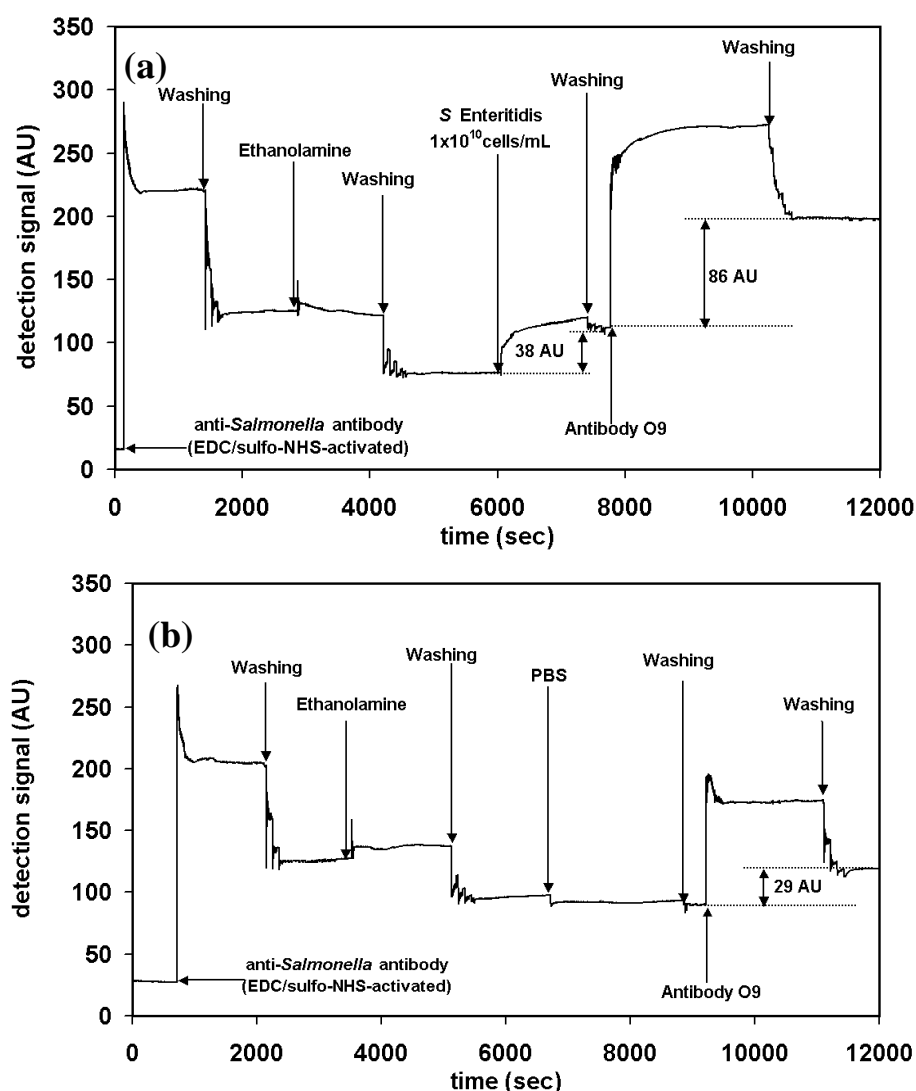 (a)
350
300
250
200
150
100
50
0
detection signal (AU)
Washing
Ethanolamine
Washing
S Enteritidis
1x10¹⁰cells/mL
Washing
Washing
86 AU
38 AU
Antibody O9
anti-Salmonella antibody
(EDC/sulfo-NHS-activated)
0 2000 4000 6000 8000 10000 12000
time (sec)
(b)
350
300
250
200
150
100
50
0
detection signal (AU)
Washing
Ethanolamine
Washing
PBS
Washing
Washing
29 AU
Antibody O9
anti-Salmonella antibody
(EDC/sulfo-NHS-activated)
0 2000 4000 6000 8000 10000 12000
time (sec)